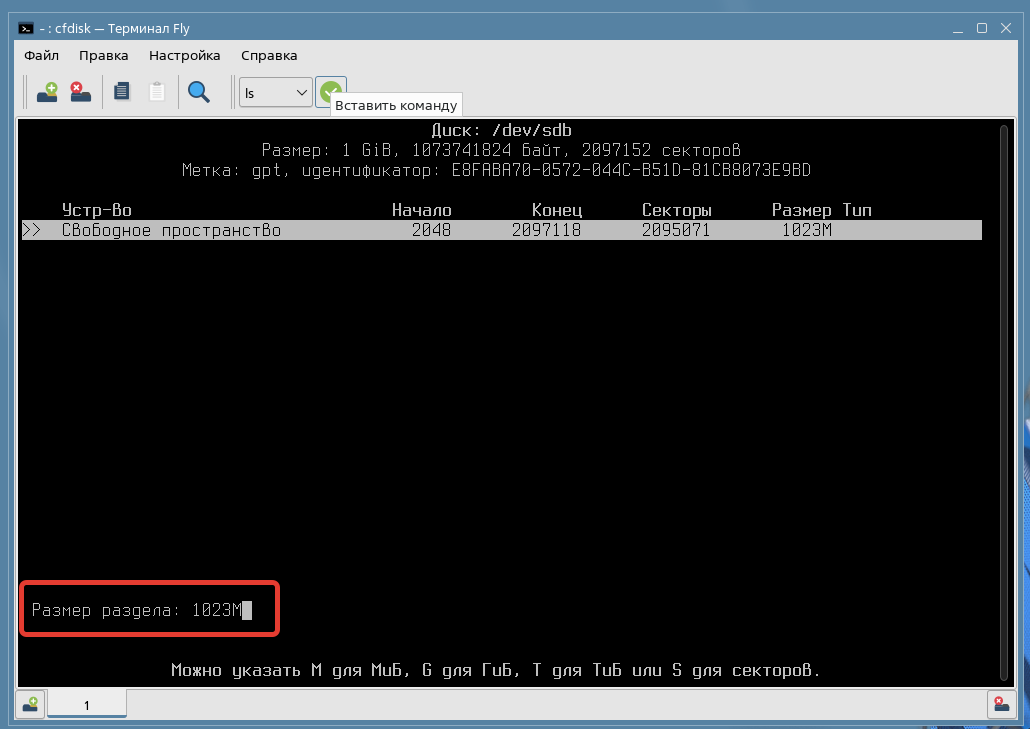 - : cfdisk — Терминал Fly
Файл Правка Настройка Справка
ls
Вставить команду
Диск: /dev/sdb
Размер: 1 GiB, 1073741824 байт, 2097152 секторов
Метка: gpt, идентификатор: E8FABA70-0572-044C-B51D-81CB8073E9BD
Устр-во Начало Конец Секторы Размер Тип
>> Свободное пространство 2048 2097118 2095071 1023M
Размер раздела: 1023M
Можно указать M для МиБ, G для ГиБ, T для ТиБ или S для секторов.
1